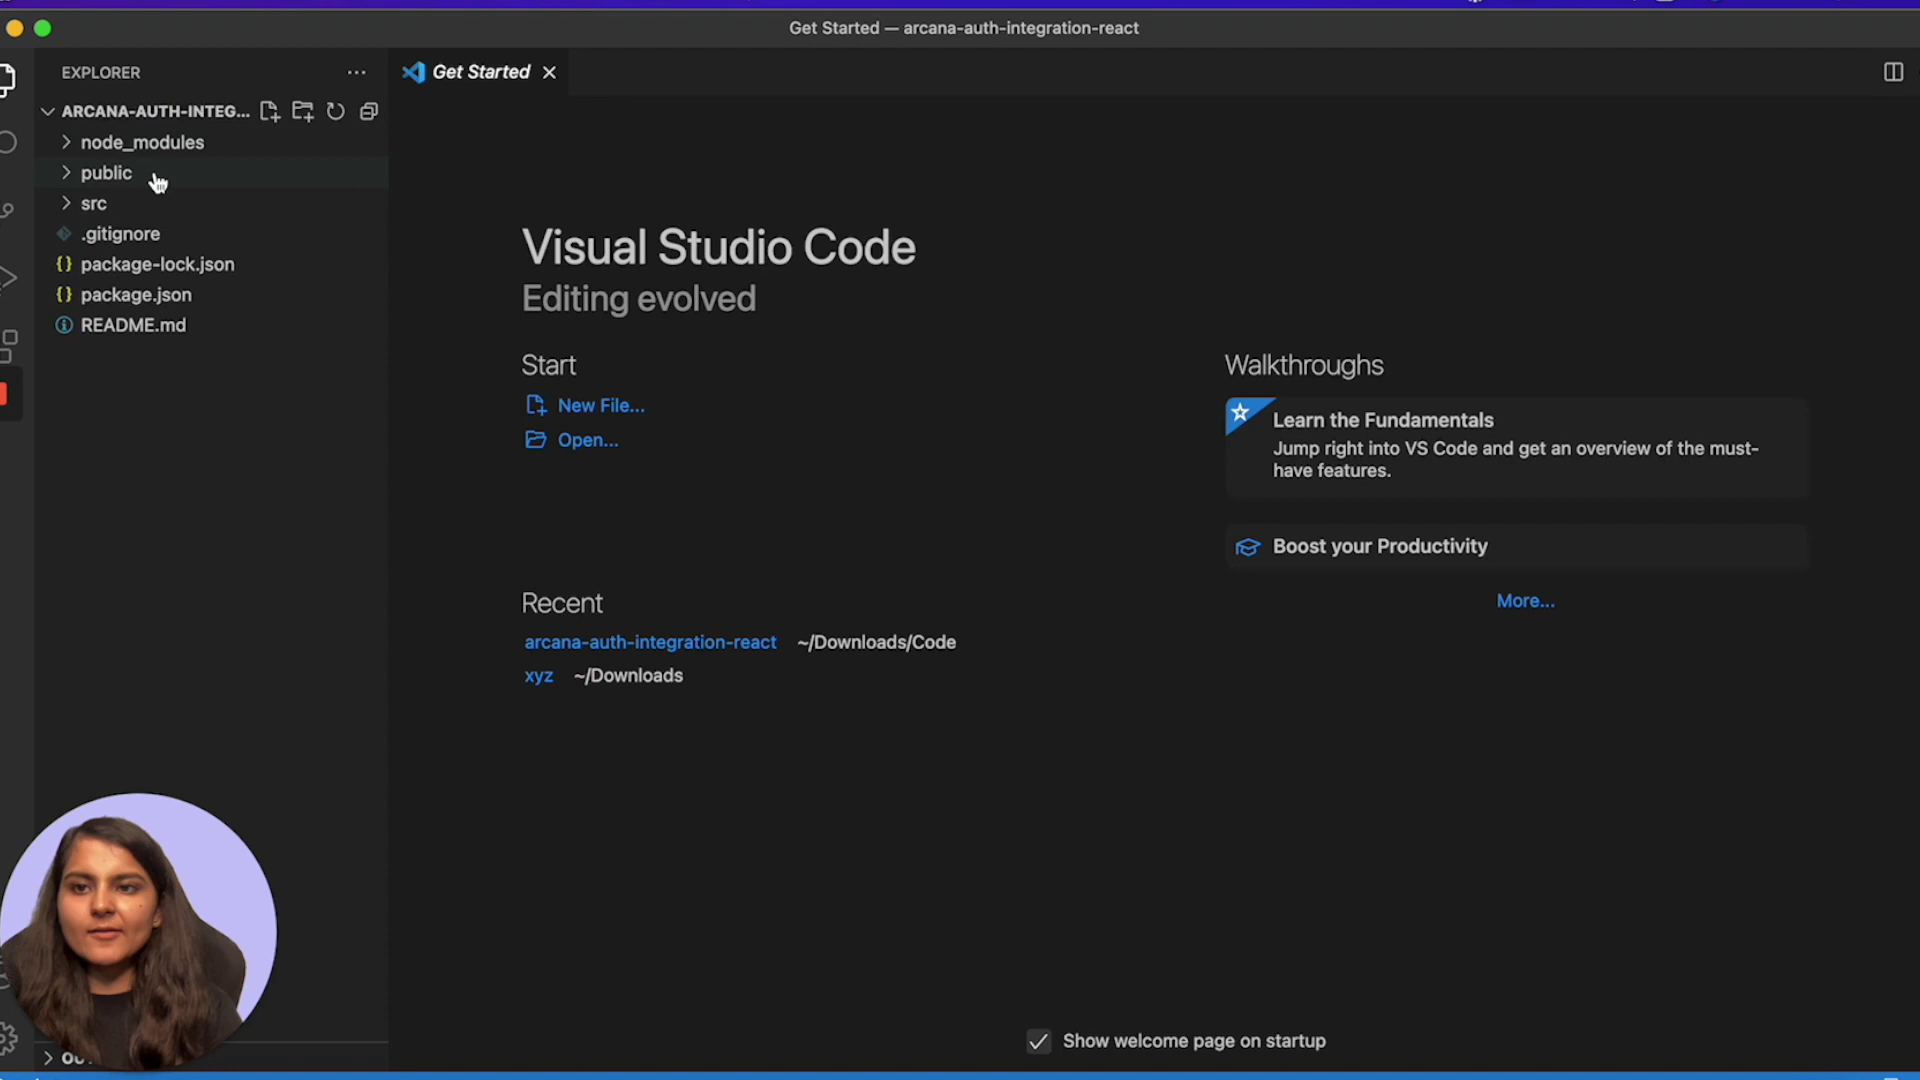 Get Started — arcana-auth-integration-react
EXPLORER
Get Started
ARCANA-AUTH-INTEG...
node_modules
public
src
.gitignore
package-lock.json
package.json
README.md
Visual Studio Code
Editing evolved
Start
New File...
Open...
Recent
arcana-auth-integration-react ~/Downloads/Code
xyz ~/Downloads
Walkthroughs
Learn the Fundamentals
Jump right into VS Code and get an overview of the must-
have features.
Boost your Productivity
More...
Show welcome page on startup